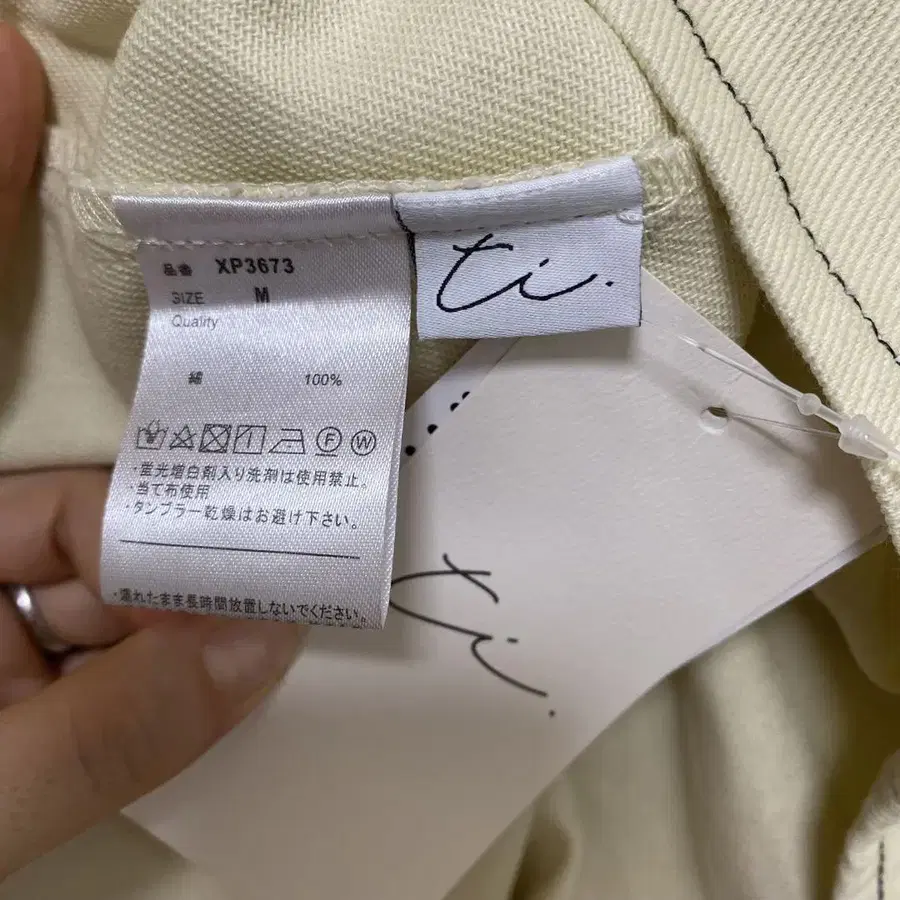 品番 XP3673
SIZE M
Quality
綿 100%
F W
・蛍光増白剤入り洗剤は使用禁止。
・当て布使用
・タンブラー乾燥はお避け下さい。
・濡れたまま長時間放置しないでください。
ti.
ti.